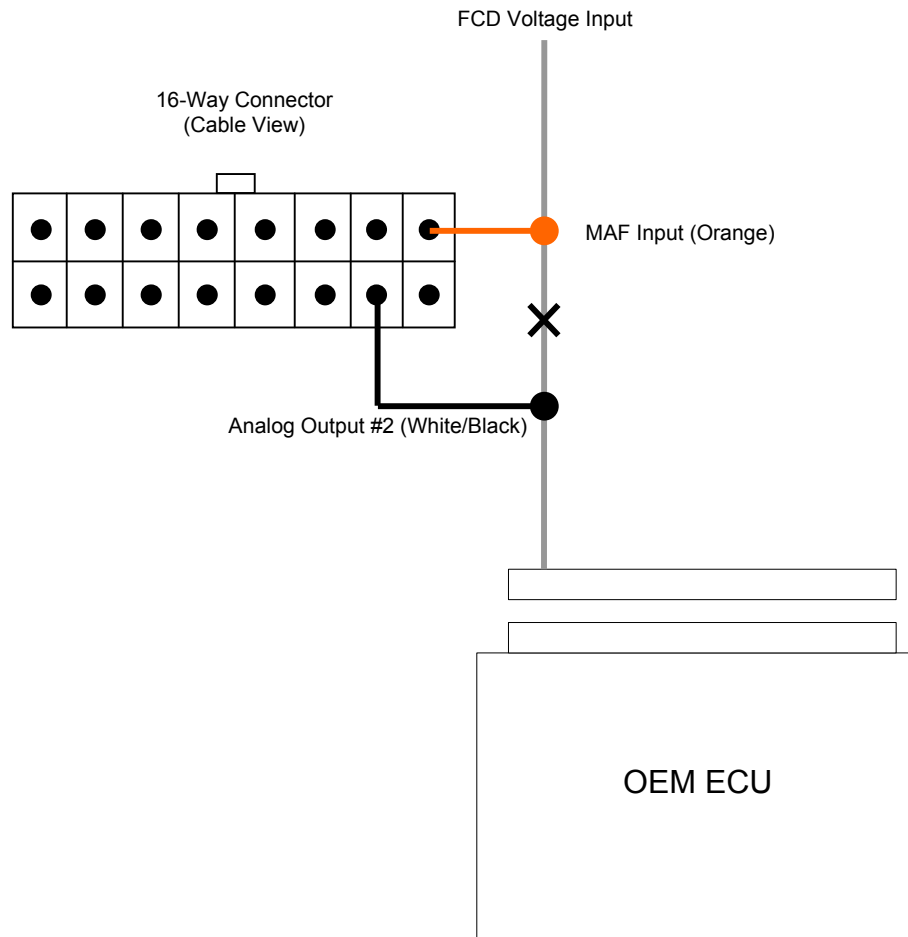 FCD Voltage Input
16-Way Connector
(Cable View)
MAF Input (Orange)
Analog Output #2 (White/Black)
OEM ECU